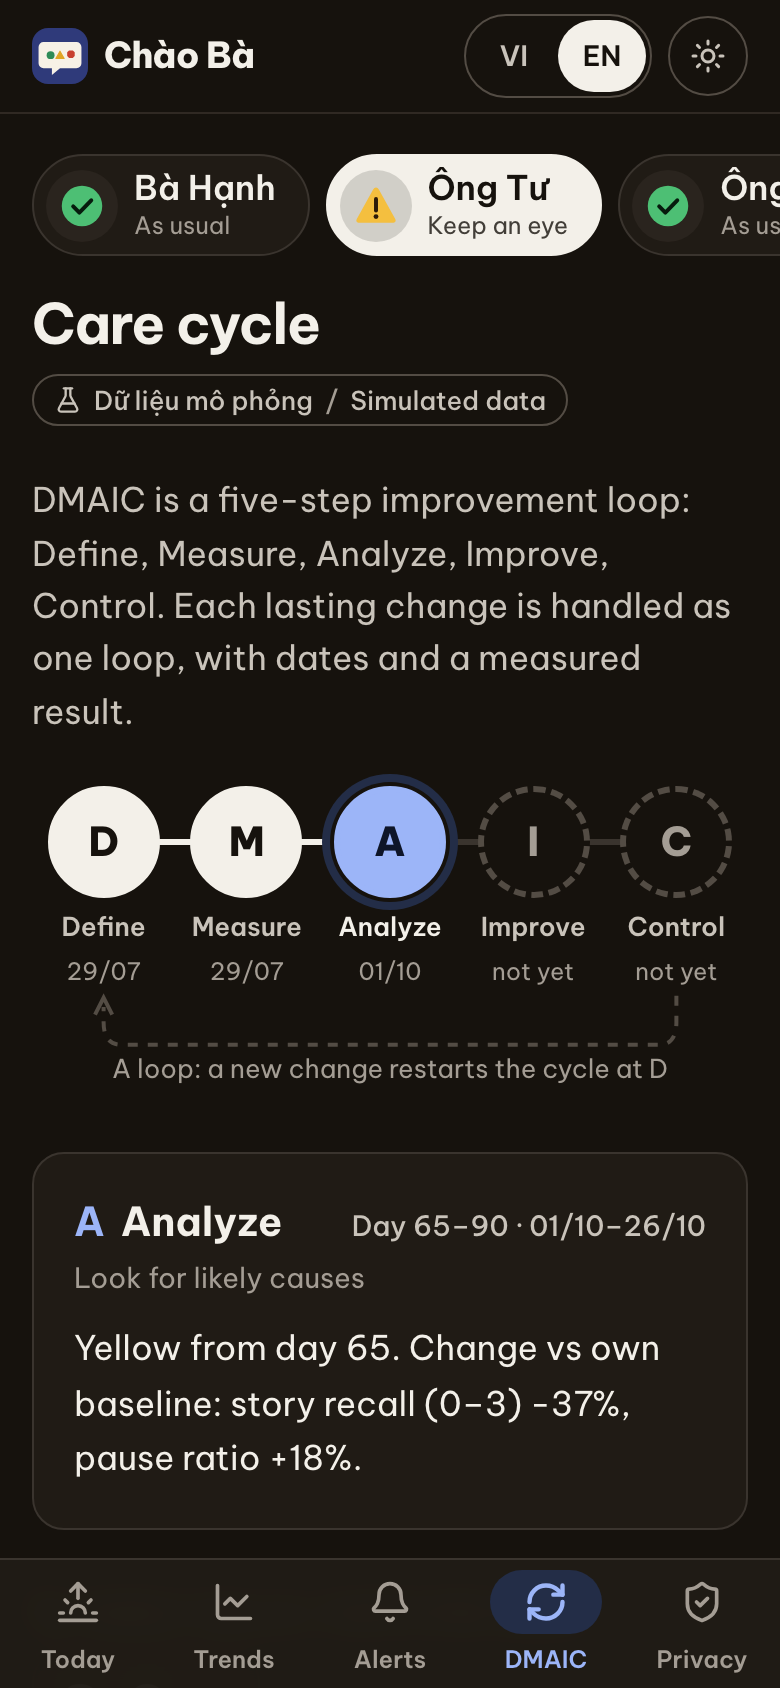 Chào Bà
VI
EN
Bà Hạnh
As usual
Ông Tư
Keep an eye
Ông
As us
Care cycle
Dữ liệu mô phỏng / Simulated data
DMAIC is a five-step improvement loop:
Define, Measure, Analyze, Improve,
Control. Each lasting change is handled as
one loop, with dates and a measured
result.
D
M
A
I
C
Define
Measure
Analyze
Improve
Control
29/07
29/07
01/10
not yet
not yet
A loop: a new change restarts the cycle at D
A Analyze
Day 65–90 · 01/10–26/10
Look for likely causes
Yellow from day 65. Change vs own
baseline: story recall (0–3) -37%,
pause ratio +18%.
Today
Trends
Alerts
DMAIC
Privacy